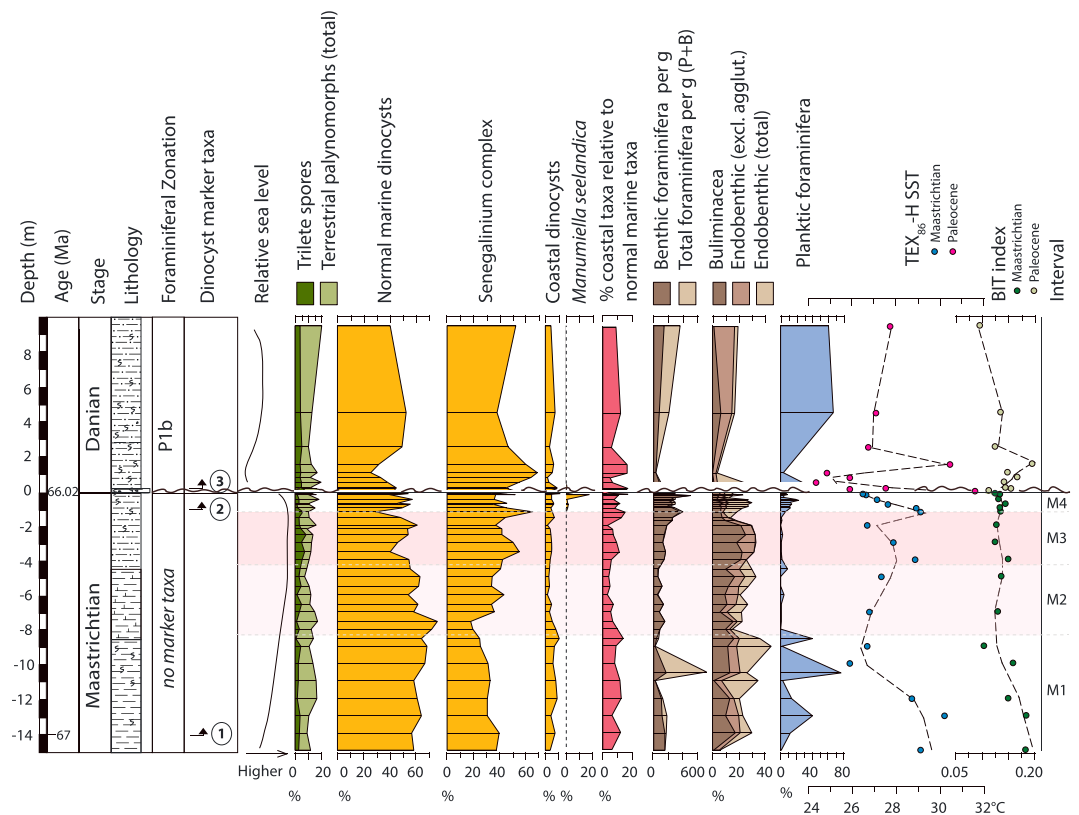 Depth (m)
Age (Ma)
Stage
Lithology
Foraminiferal Zonation
Dinocyst marker taxa
Relative sea level
Trilete spores
Terrestrial palynomorphs (total)
Normal marine dinocysts
Senegalinium complex
Coastal dinocysts
Manumiella seelandica
% coastal taxa relative to
normal marine taxa
Benthic foraminifera per g
Total foraminifera per g (P+B)
Buliminacea
Endobenthic (excl. agglut.)
Endobenthic (total)
Planktic foraminifera
TEX86-H SST
Maastrichtian
Paleocene
BIT index
Maastrichtian
Paleocene
Interval
8
6
4
2
0
-2
-4
-6
-8
-10
-12
-14
66.02
67
Danian
Maastrichtian
P1b
no marker taxa
3
2
1
M4
M3
M2
M1
Higher
0 20
0 20 40 60
0 20 40 60
0
0
0 20
0 600
0 20 40
0 80
0.05 0.20
% % % % % % % %
24 26 28 30 32°C